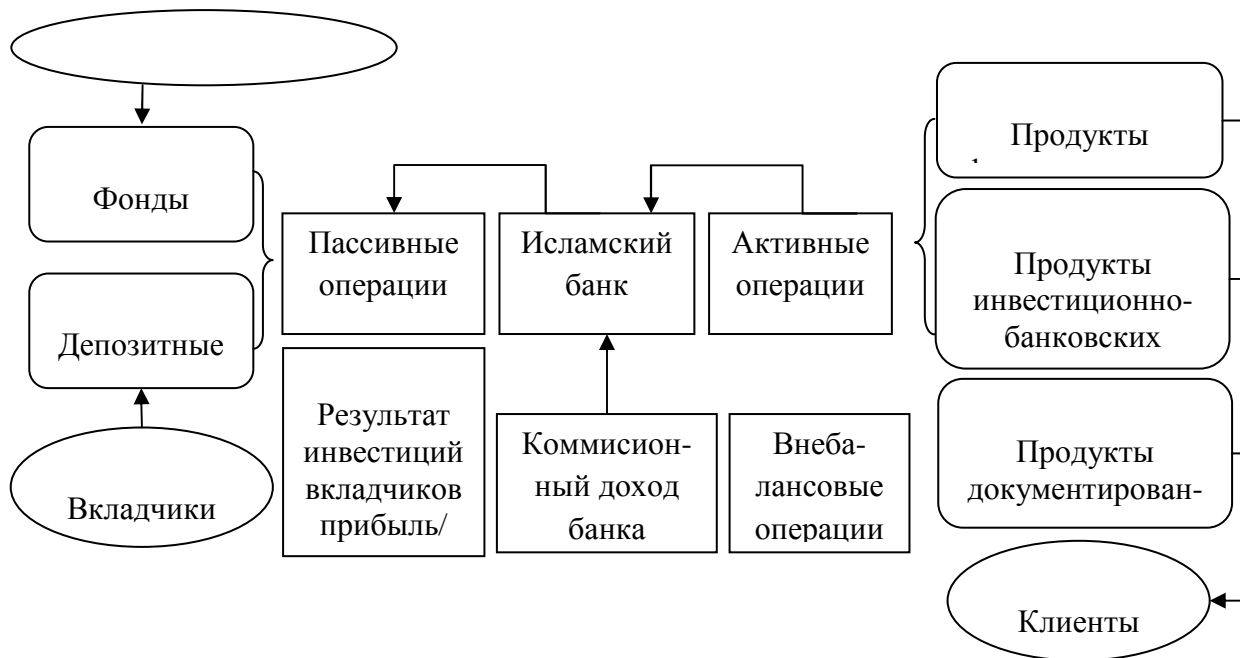 Фонды
Депозитные
Вкладчики
Пассивные
операции
Результат
инвестиций
вкладчиков
прибыль/
Исламский
банк
Коммисион-
ный доход
банка
Активные
операции
Внеба-
лансовые
операции
Продукты
Продукты
инвестиционно-
банковских
Продукты
документирован-
Клиенты